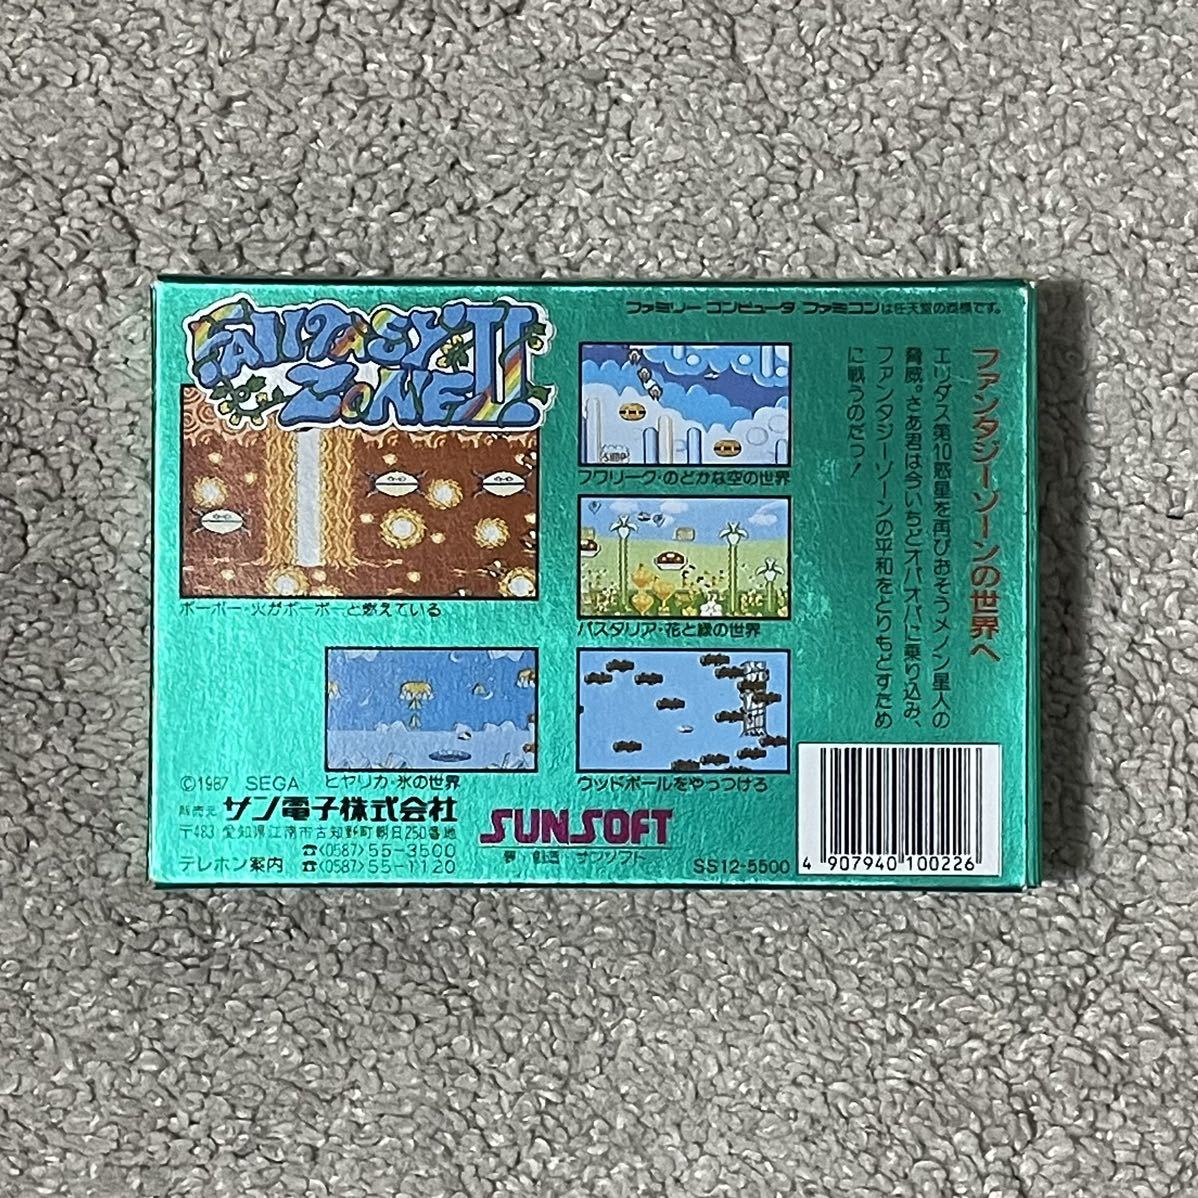 FANTASY
ZONE II
ファミリーコンピュータ ファミコンは任天堂の商標です。
ファンタジーゾーンの世界へ
エツダス第10惑星を再びおそうメノン星人の
脅威。さあ君は今いちどオパオパに乗り込み、
ファンタジーゾーンの平和をとりもどすため
に戦うのだっ!
SHOP
フワリーク・のどかな空の世界
ボーボー・火がボーボーと燃えている
パスタリア・花と緑の世界
ヒヤリカ・氷の世界
ウッドポールをやっつけろ
©1987 SEGA
販売元 サン電子株式会社
〒483 愛知県江南市古知野町朝日250番地
☎(0587)55-3500
テレホン案内 ☎(0587)55-1120
SUNSOFT
夢・創造・サンソフト
SS12-5500
4 907940 100226